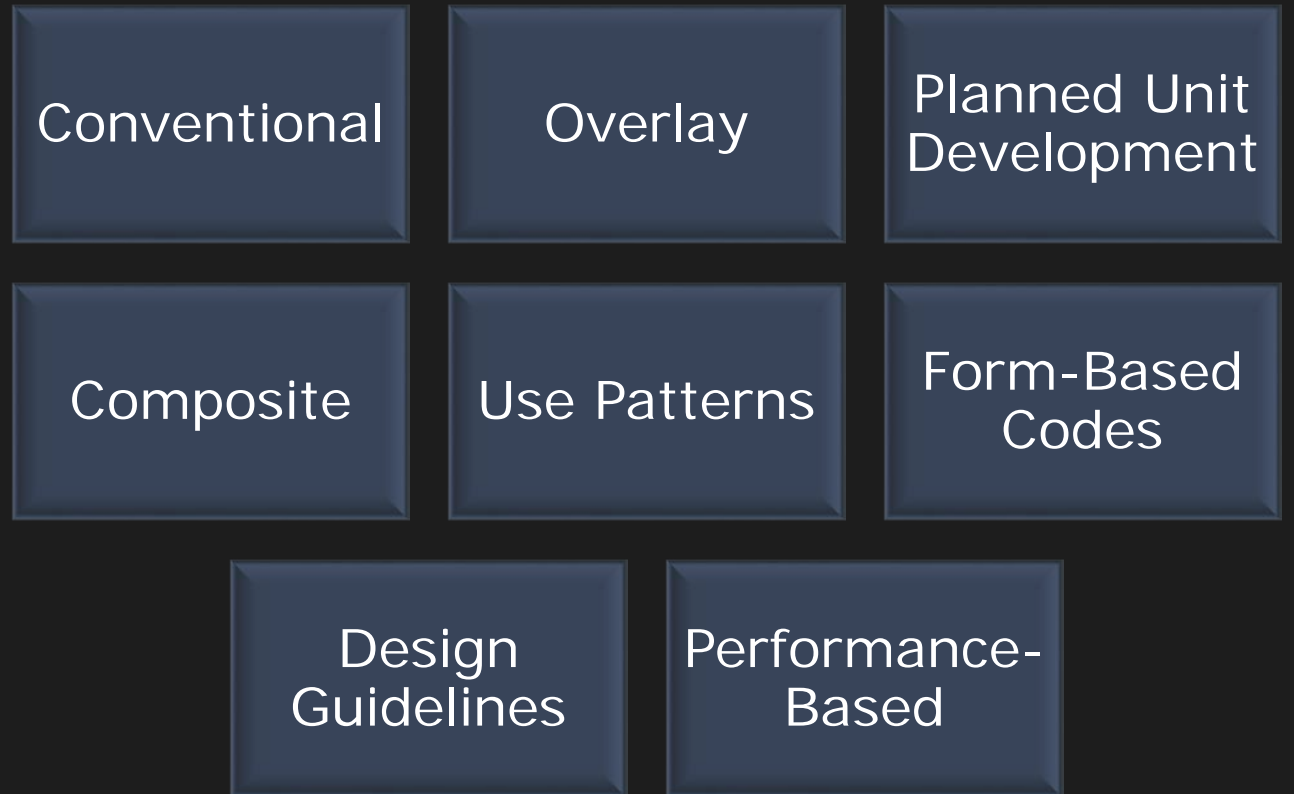 Conventional
Overlay
Planned Unit
Development
Composite
Use Patterns
Form-Based
Codes
Design
Guidelines
Performance-
Based